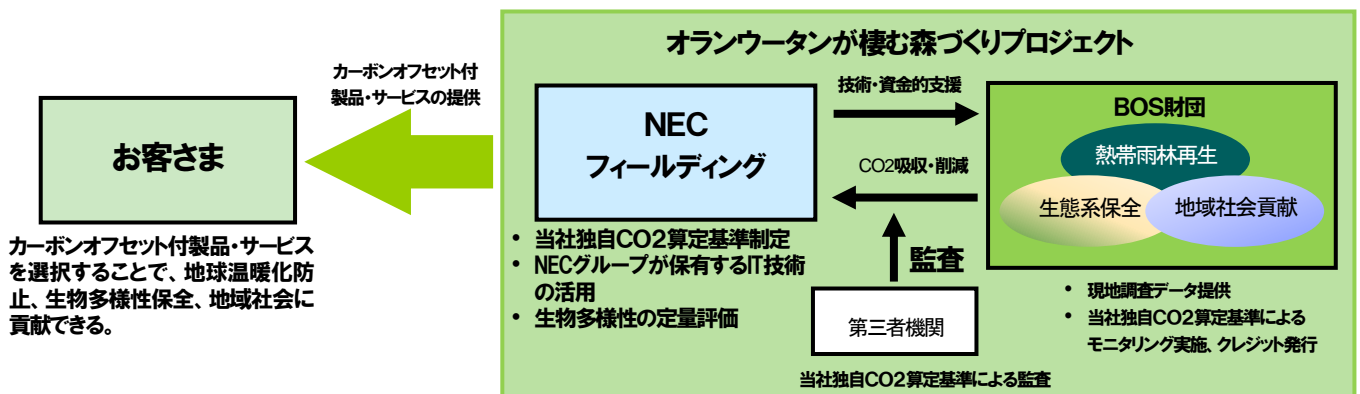 オランウータンが棲む森づくりプロジェクト
カーボンオフセット付
製品・サービスの提供
お客さま
カーボンオフセット付製品・サービス
を選択することで、地球温暖化防
止、生物多様性保全、地域社会に
貢献できる。
NEC
フィールディング
• 当社独自CO2算定基準制定
• NECグループが保有するIT技術
の活用
• 生物多様性の定量評価
技術・資金的支援
CO2吸収・削減
監査
第三者機関
当社独自CO2算定基準による監査
BOS財団
熱帯雨林再生
生態系保全
地域社会貢献
• 現地調査データ提供
• 当社独自CO2算定基準による
モニタリング実施、クレジット発行